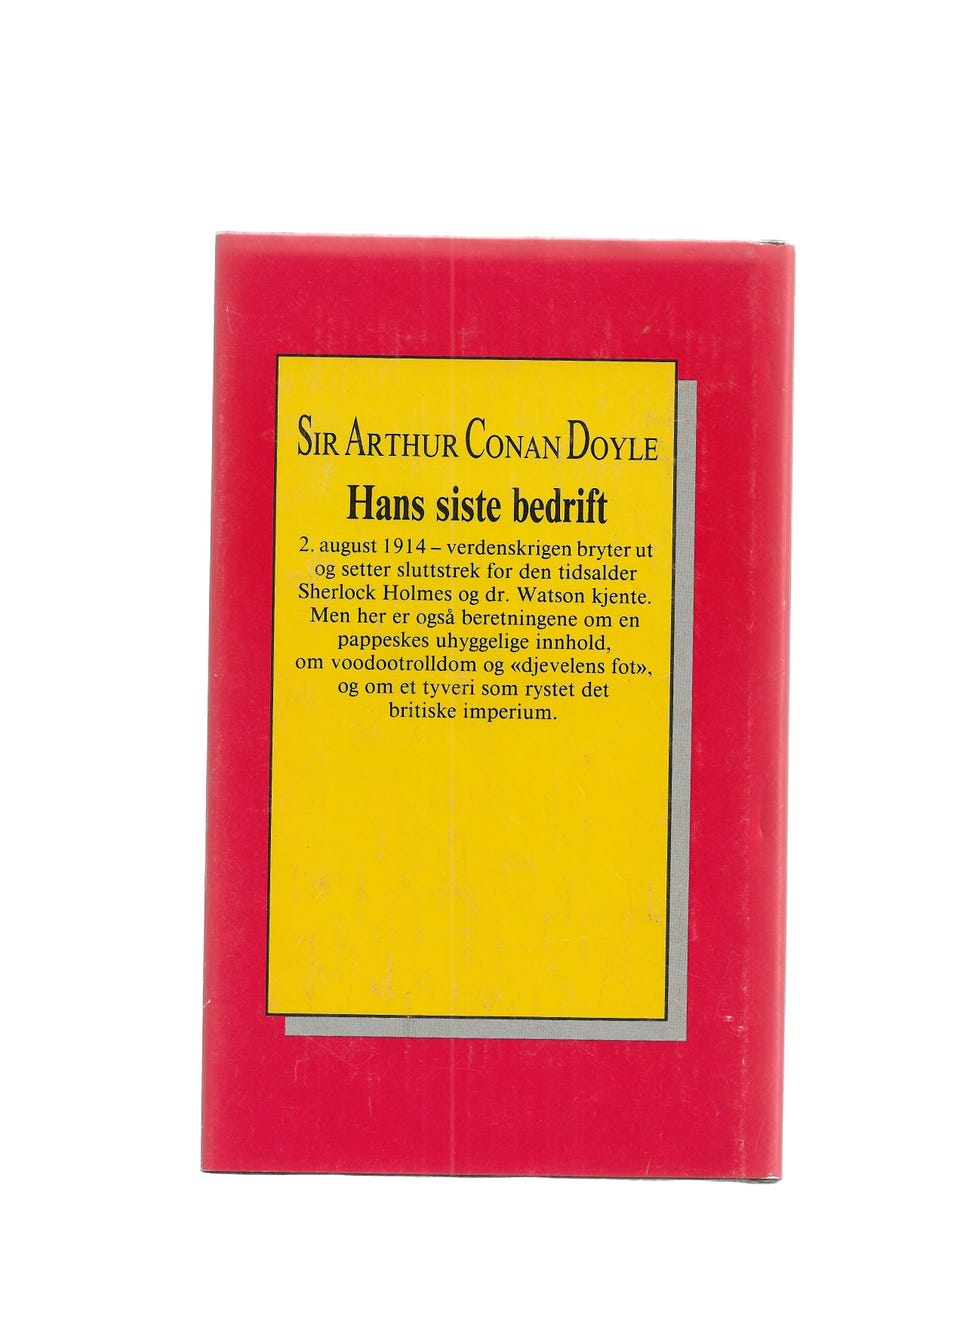 SIR ARTHUR CONAN DOYLE
Hans siste bedrift
2. august 1914 – verdenskrigen bryter ut
og setter sluttstrek for den tidsalder
Sherlock Holmes og dr. Watson kjente.
Men her er også beretningene om en
pappeskes uhyggelige innhold,
om voodootrolldom og «djevelens fot»,
og om et tyveri som rystet det
britiske imperium.